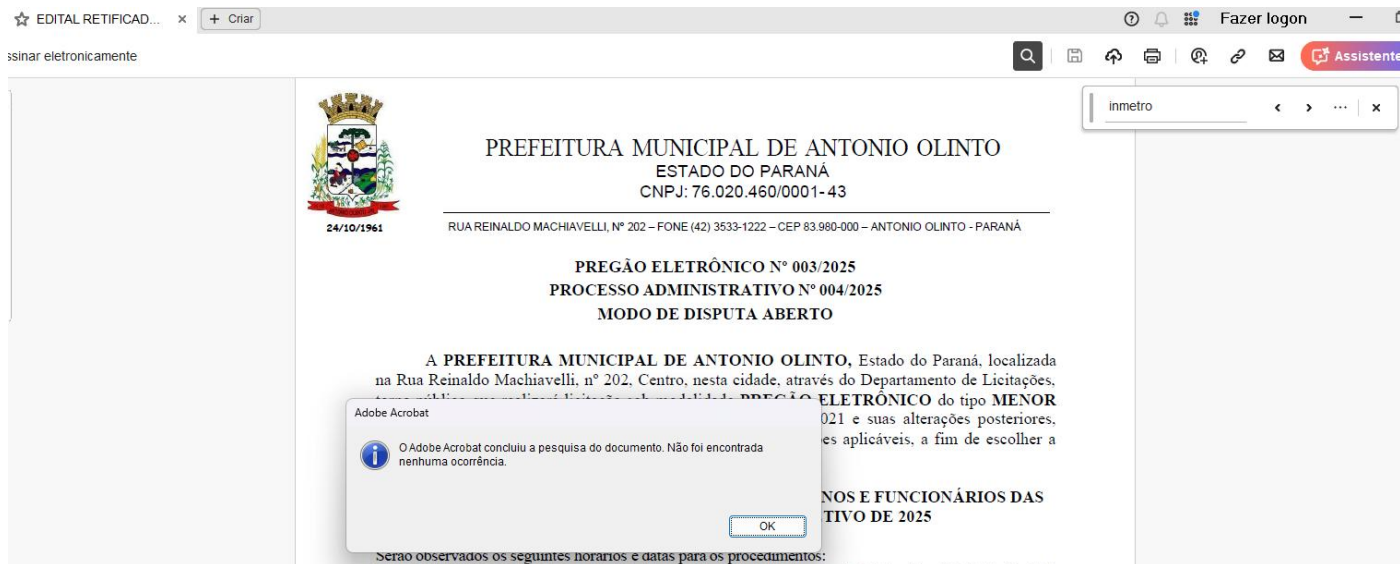 EDITAL RETIFICAD... × + Criar
Fazer logon
ssinar eletronicamente
Assistente
inmetro
PREFEITURA MUNICIPAL DE ANTONIO OLINTO
ESTADO DO PARANÁ
CNPJ: 76.020.460/0001-43
24/10/1961
RUA REINALDO MACHIAVELLI, Nº 202 – FONE (42) 3533-1222 – CEP 83.980-000 – ANTONIO OLINTO - PARANÁ
PREGÃO ELETRÔNICO Nº 003/2025
PROCESSO ADMINISTRATIVO Nº 004/2025
MODO DE DISPUTA ABERTO
A PREFEITURA MUNICIPAL DE ANTONIO OLINTO, Estado do Paraná, localizada
na Rua Reinaldo Machiavelli, nº 202, Centro, nesta cidade, através do Departamento de Licitações,
PREGÃO ELETRÔNICO do tipo MENOR
021 e suas alterações posteriores,
es aplicáveis, a fim de escolher a
Adobe Acrobat
O Adobe Acrobat concluiu a pesquisa do documento. Não foi encontrada
nenhuma ocorrência.
OK
NOS E FUNCIONÁRIOS DAS
TIVO DE 2025
Serão observados os seguintes horários e datas para os procedimentos: